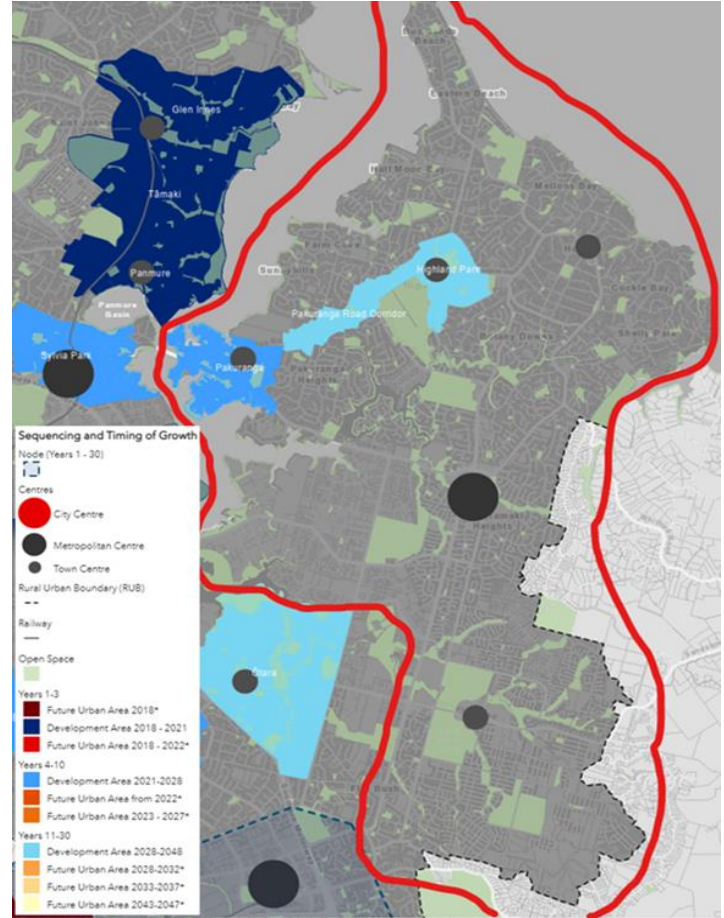 Eastern Beach
Glen Innes
Half Moon Bay
Mellons Bay
Tāmaki
Farm Cove
Highland Park
Panmure
Sunnyhills
Cockle Bay
Panmure
Basin
Pakuranga Road Corridor
Botany Downs
Shelly Park
Sylvia Park
Pakuranga
Pakuranga
Heights
Heights
Sequencing and Timing of Growth
Node (Years 1 - 30)
Centres
City Centre
Metropolitan Centre
Town Centre
Rural Urban Boundary (RUB)
Railway
Open Space
Years 1-3
Future Urban Area 2018*
Development Area 2018 - 2021
Future Urban Area 2018 - 2022*
Years 4-10
Development Area 2021-2028
Future Urban Area from 2022*
Future Urban Area 2023 - 2027*
Years 11-30
Development Area 2028-2048
Future Urban Area 2028-2032*
Future Urban Area 2033-2037*
Future Urban Area 2043-2047*
Bush